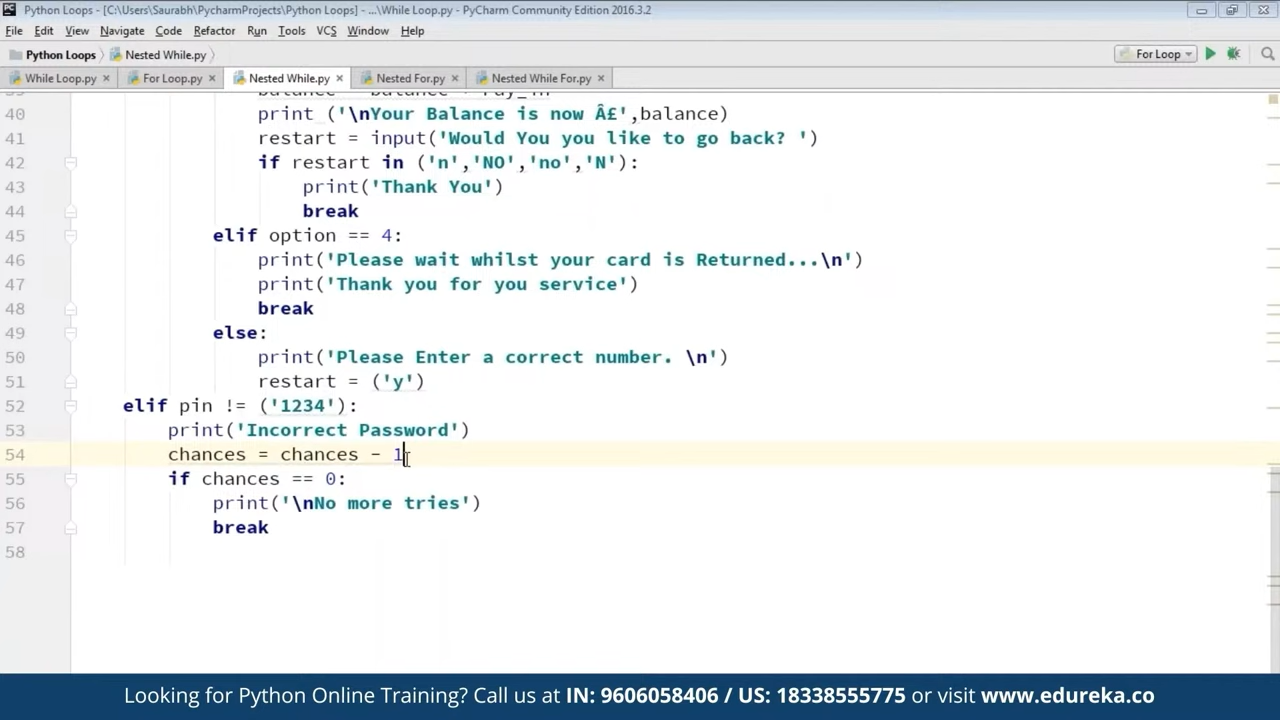 Python Loops - [C:\Users\Saurabh\PycharmProjects\Python Loops] - ...\While Loop.py - PyCharm Community Edition 2016.3.2
File Edit View Navigate Code Refactor Run Tools VCS Window Help
Python Loops Nested While.py For Loop
While Loop.py For Loop.py Nested While.py Nested For.py Nested While For.py
balance = balance + Pay_in
40 print ('\nYour Balance is now Â£',balance)
41 restart = input('Would You you like to go back? ')
42 if restart in ('n','NO','no','N'):
43 print('Thank You')
44 break
45 elif option == 4:
46 print('Please wait whilst your card is Returned...\n')
47 print('Thank you for you service')
48 break
49 else:
50 print('Please Enter a correct number. \n')
51 restart = ('y')
52 elif pin != ('1234'):
53 print('Incorrect Password')
54 chances = chances - 1
55 if chances == 0:
56 print('\nNo more tries')
57 break
58
Looking for Python Online Training? Call us at IN: 9606058406 / US: 18338555775 or visit www.edureka.co